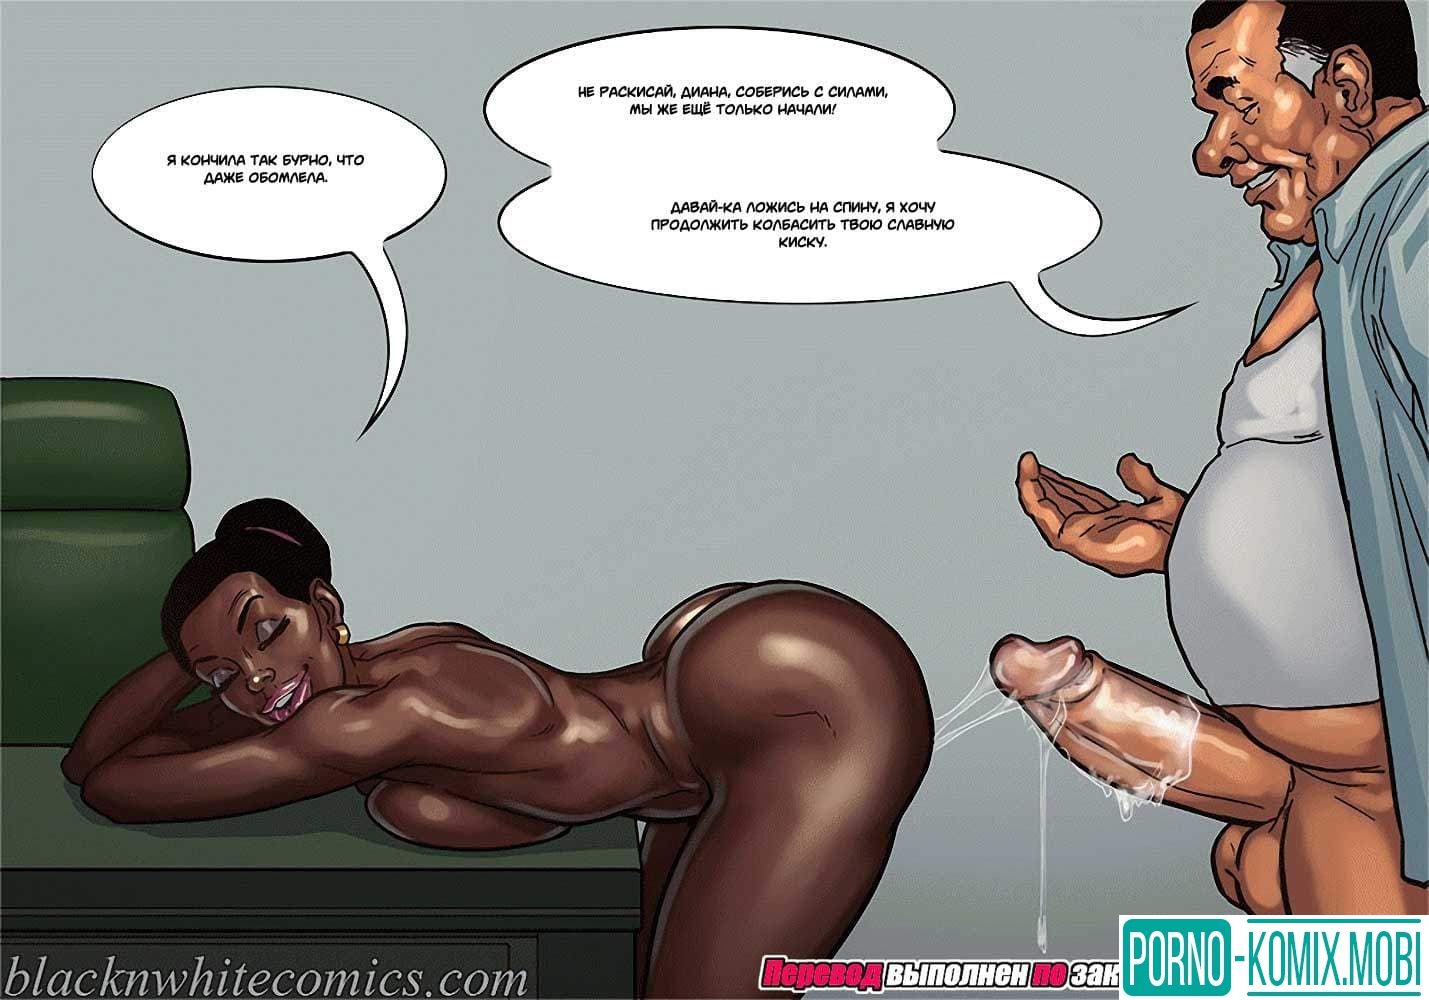 Я КОНЧИЛА ТАК БУРНО, ЧТО
ДАЖЕ ОБОМЛЕЛА.
НЕ РАСКИСАЙ, ДИАНА, СОБЕРИСЬ С СИЛАМИ,
МЫ ЖЕ ЕЩЁ ТОЛЬКО НАЧАЛИ!
ДАВАЙ-КА ЛОЖИСЬ НА СПИНУ, Я ХОЧУ
ПРОДОЛЖИТЬ КОЛБАСИТЬ ТВОЮ СЛАВНУЮ
КИСКУ.
blacknwhitecomics.com
Перевод выполнен по зак
PORNO-KOMIX.MOBI